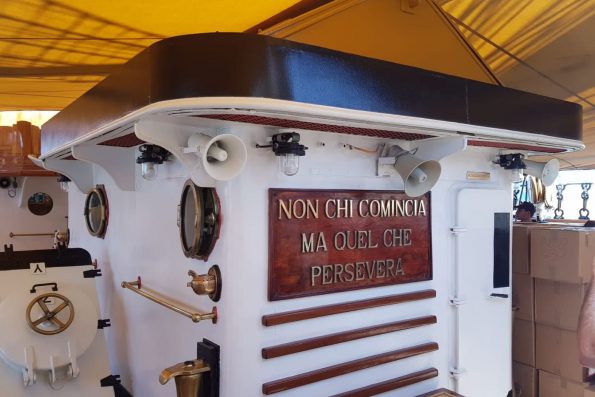 NON CHI COMINCIA
MA QUEL CHE
PERSEVERA